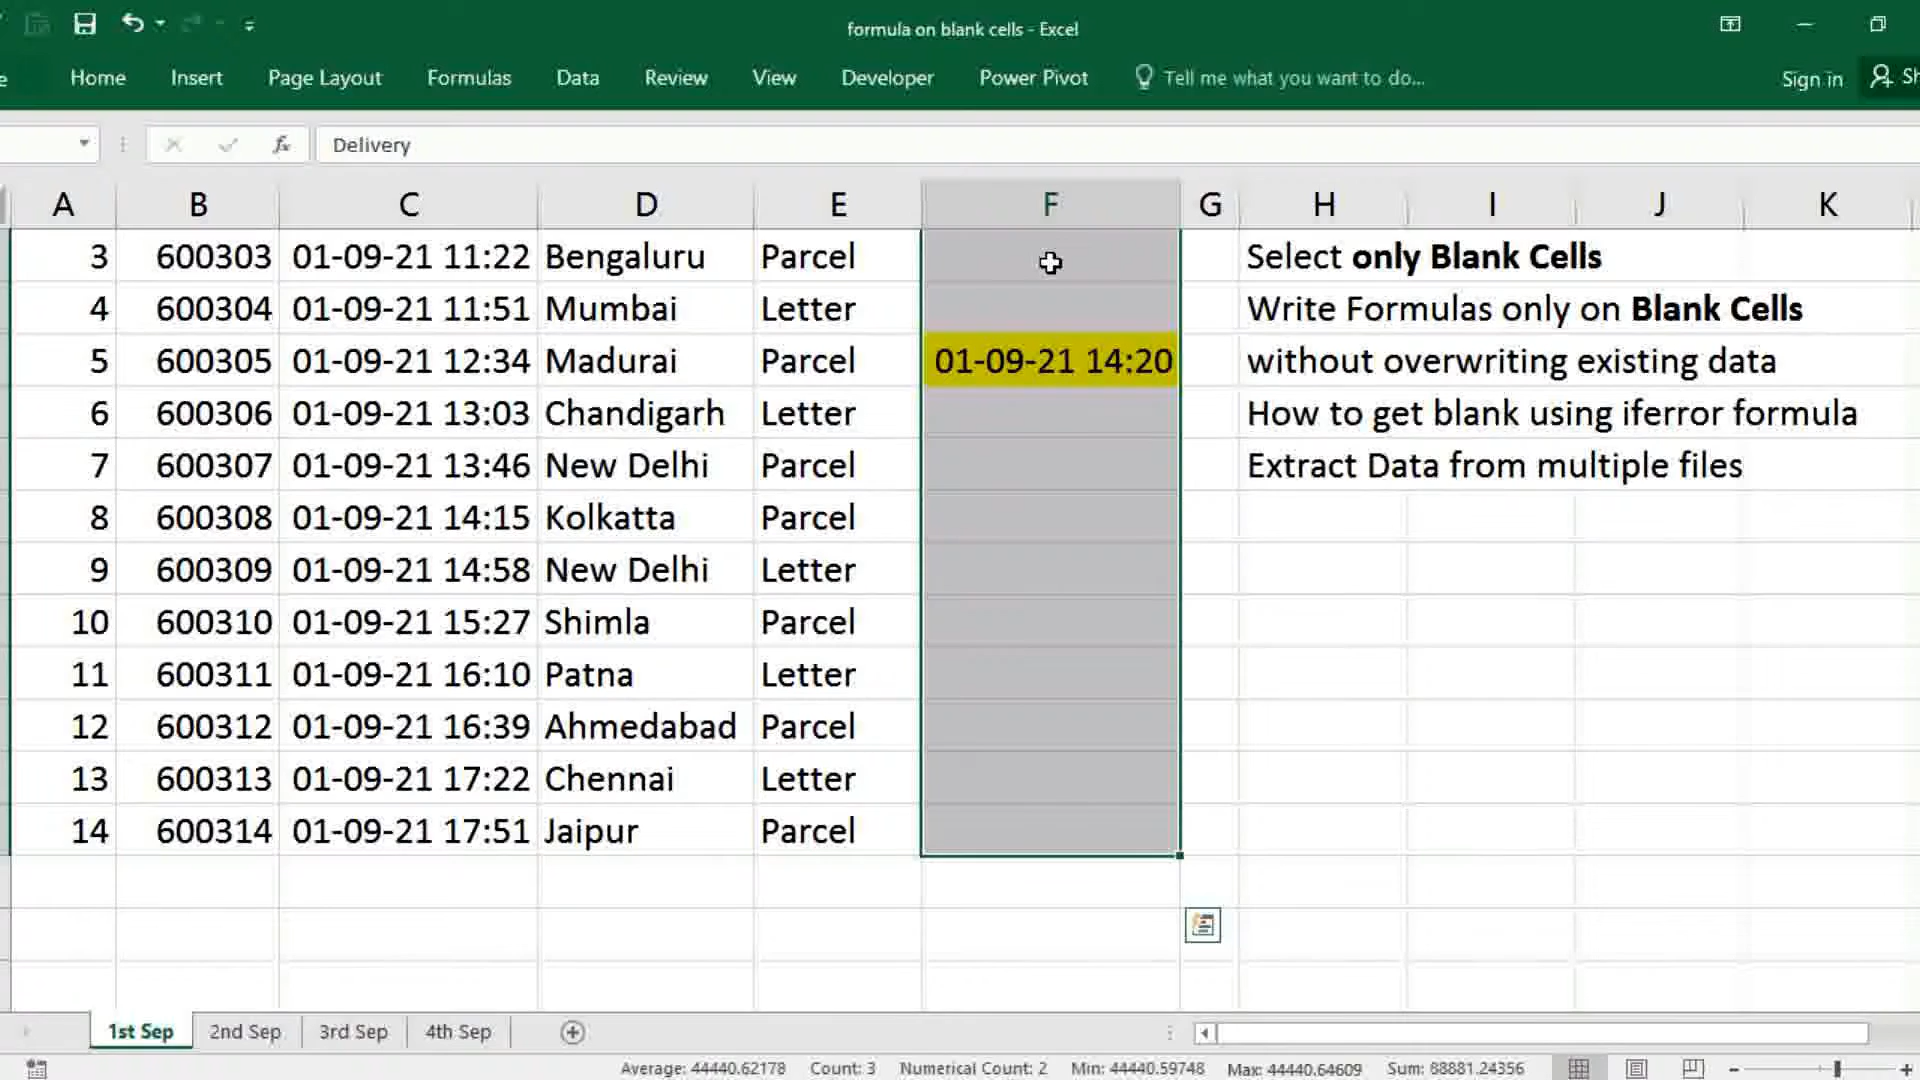 formula on blank cells - Excel
Home Insert Page Layout Formulas Data Review View Developer Power Pivot Tell me what you want to do... Sign in
fx Delivery
A B C D E F G H I J K
3 600303 01-09-21 11:22 Bengaluru Parcel Select only Blank Cells
4 600304 01-09-21 11:51 Mumbai Letter Write Formulas only on Blank Cells
5 600305 01-09-21 12:34 Madurai Parcel 01-09-21 14:20 without overwriting existing data
6 600306 01-09-21 13:03 Chandigarh Letter How to get blank using iferror formula
7 600307 01-09-21 13:46 New Delhi Parcel Extract Data from multiple files
8 600308 01-09-21 14:15 Kolkatta Parcel
9 600309 01-09-21 14:58 New Delhi Letter
10 600310 01-09-21 15:27 Shimla Parcel
11 600311 01-09-21 16:10 Patna Letter
12 600312 01-09-21 16:39 Ahmedabad Parcel
13 600313 01-09-21 17:22 Chennai Letter
14 600314 01-09-21 17:51 Jaipur Parcel
1st Sep 2nd Sep 3rd Sep 4th Sep
Average: 44440.62178 Count: 3 Numerical Count: 2 Min: 44440.59748 Max: 44440.64609 Sum: 88881.24356